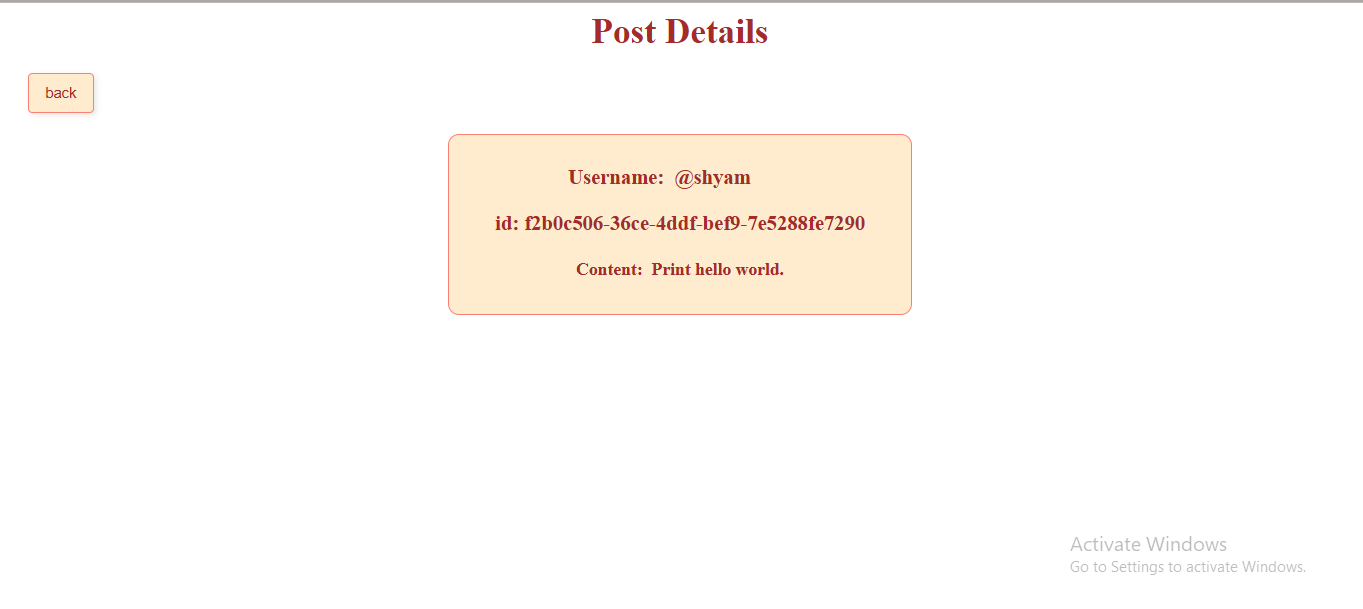 Post Details
back
Username: @shyam
id: f2b0c506-36ce-4ddf-bef9-7e5288fe7290
Content: Print hello world.
Activate Windows
Go to Settings to activate Windows.